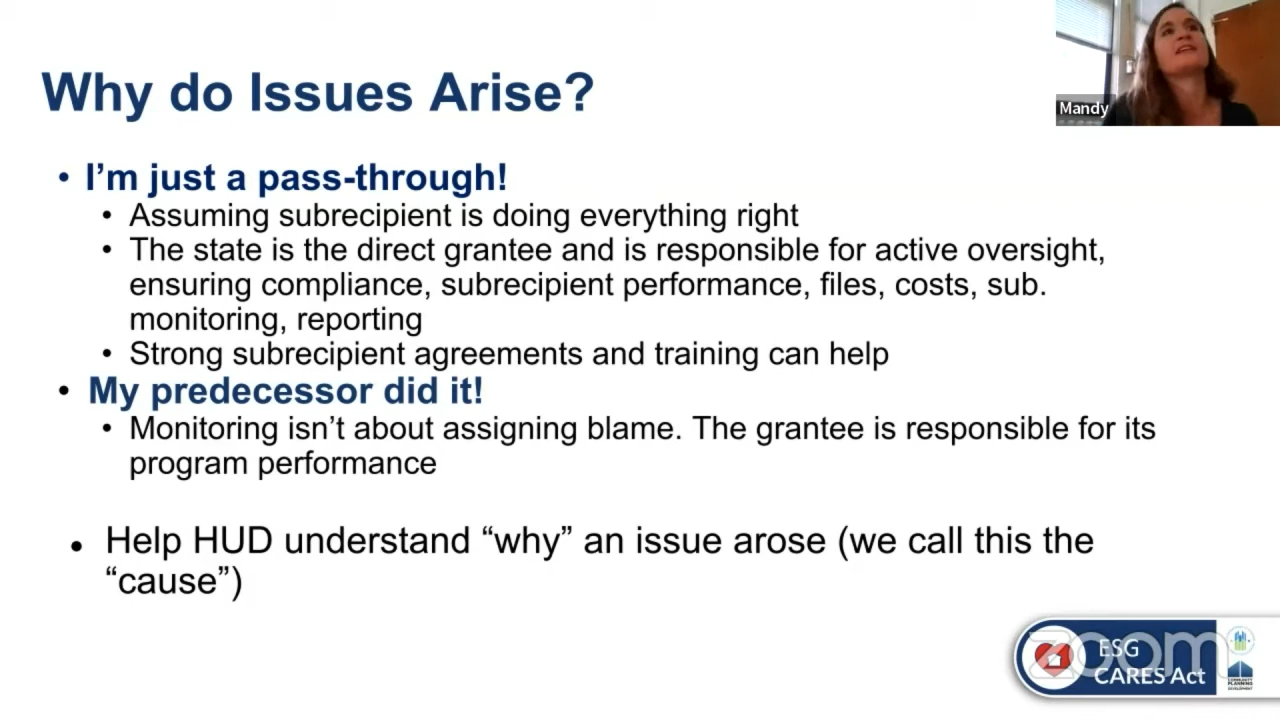 Mandy
Why do Issues Arise?
• I’m just a pass-through!
• Assuming subrecipient is doing everything right
• The state is the direct grantee and is responsible for active oversight,
ensuring compliance, subrecipient performance, files, costs, sub.
monitoring, reporting
• Strong subrecipient agreements and training can help
• My predecessor did it!
• Monitoring isn’t about assigning blame. The grantee is responsible for its
program performance
• Help HUD understand “why” an issue arose (we call this the
“cause”)
zoom
ESG
CARES Act
COMMUNITY
PLANNING
DEVELOPMENT